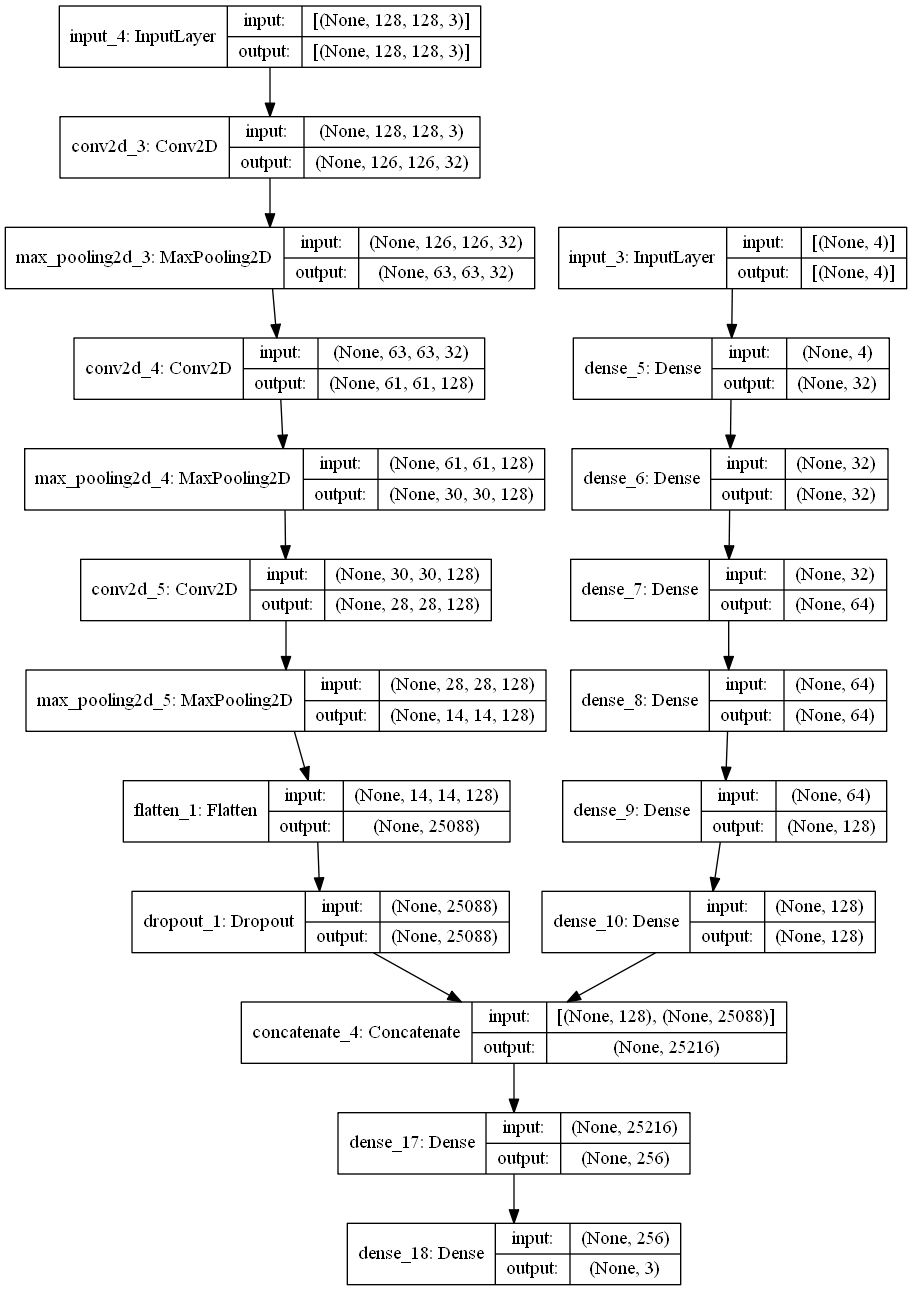 input_4: InputLayer
input:
[(None, 128, 128, 3)]
output:
[(None, 128, 128, 3)]
conv2d_3: Conv2D
input:
(None, 128, 128, 3)
output:
(None, 126, 126, 32)
max_pooling2d_3: MaxPooling2D
input:
(None, 126, 126, 32)
output:
(None, 63, 63, 32)
conv2d_4: Conv2D
input:
(None, 63, 63, 32)
output:
(None, 61, 61, 128)
max_pooling2d_4: MaxPooling2D
input:
(None, 61, 61, 128)
output:
(None, 30, 30, 128)
conv2d_5: Conv2D
input:
(None, 30, 30, 128)
output:
(None, 28, 28, 128)
max_pooling2d_5: MaxPooling2D
input:
(None, 28, 28, 128)
output:
(None, 14, 14, 128)
flatten_1: Flatten
input:
(None, 14, 14, 128)
output:
(None, 25088)
dropout_1: Dropout
input:
(None, 25088)
output:
(None, 25088)
input_3: InputLayer
input:
[(None, 4)]
output:
[(None, 4)]
dense_5: Dense
input:
(None, 4)
output:
(None, 32)
dense_6: Dense
input:
(None, 32)
output:
(None, 32)
dense_7: Dense
input:
(None, 32)
output:
(None, 64)
dense_8: Dense
input:
(None, 64)
output:
(None, 64)
dense_9: Dense
input:
(None, 64)
output:
(None, 128)
dense_10: Dense
input:
(None, 128)
output:
(None, 128)
concatenate_4: Concatenate
input:
[(None, 128), (None, 25088)]
output:
(None, 25216)
dense_17: Dense
input:
(None, 25216)
output:
(None, 256)
dense_18: Dense
input:
(None, 256)
output:
(None, 3)